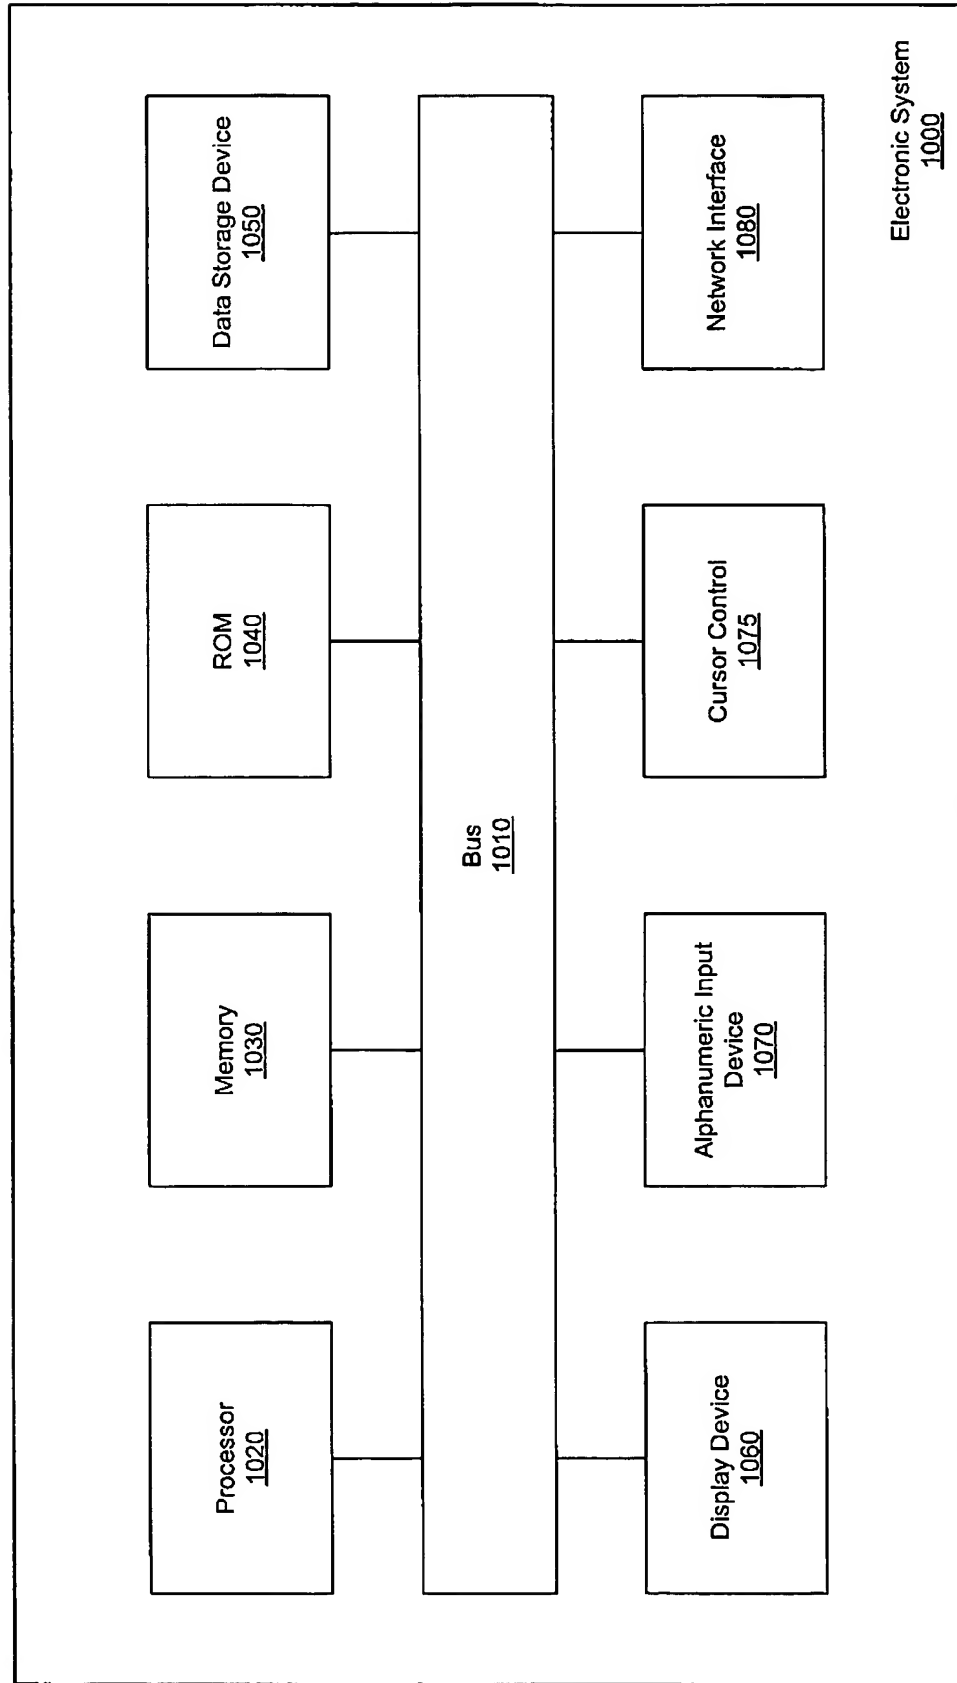 Processor
1020
Memory
1030
ROM
1040
Data Storage Device
1050
Bus
1010
Display Device
1060
Alphanumeric Input
Device
1070
Cursor Control
1075
Network Interface
1080
Electronic System
1000